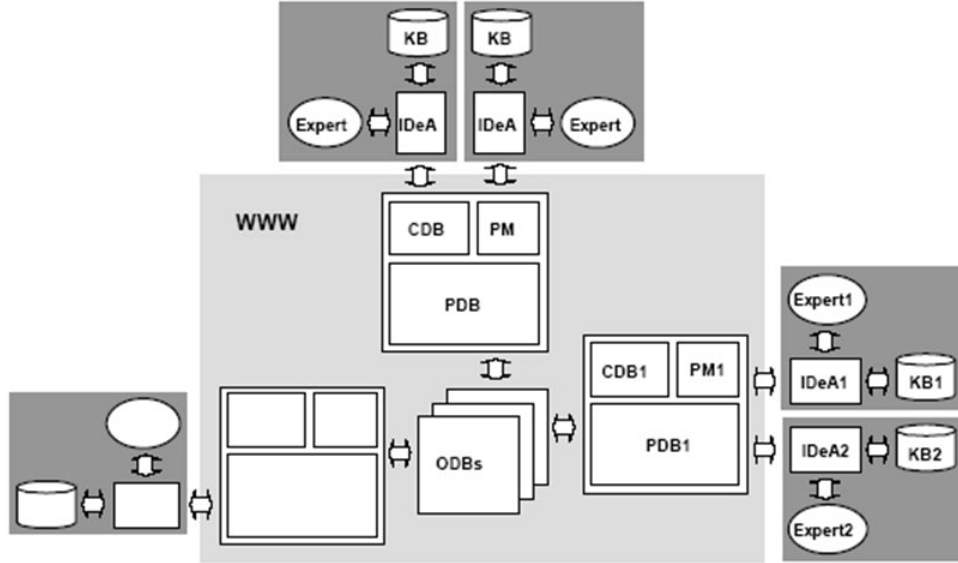 KB
KB
Expert
IDeA
IDeA
Expert
WWW
CDB
PM
PDB
Expert1
CDB1
PM1
IDeA1
KB1
PDB1
ODBs
IDeA2
KB2
Expert2